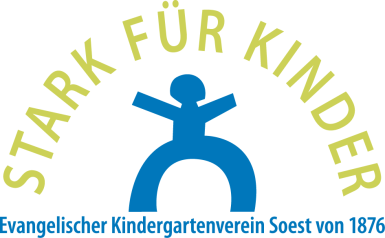 STARK FÜR KINDER
Evangelischer Kindergartenverein Soest von 1876